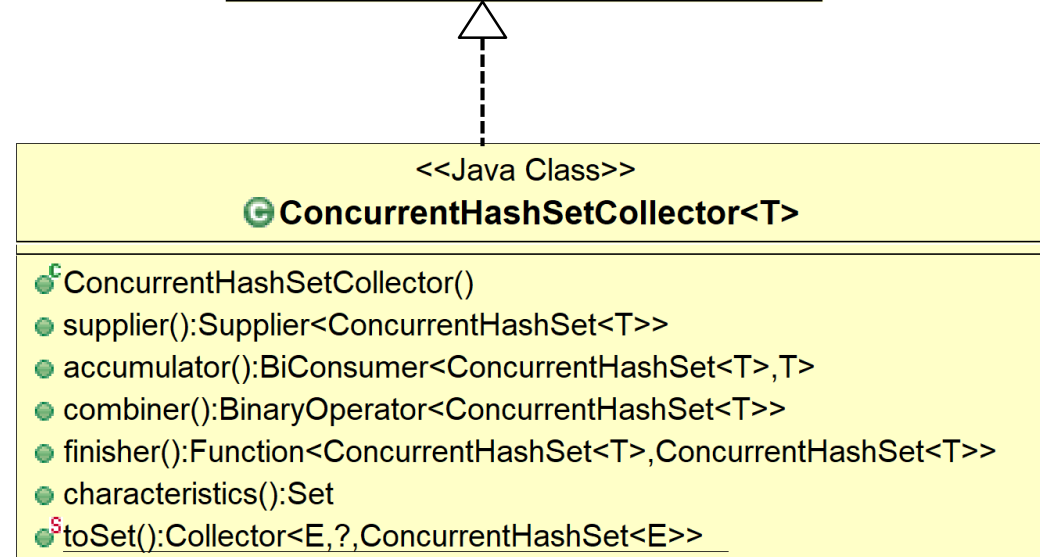 <<Java Class>>
ConcurrentHashSetCollector<T>
ConcurrentHashSetCollector()
supplier():Supplier<ConcurrentHashSet<T>>
accumulator():BiConsumer<ConcurrentHashSet<T>,T>
combiner():BinaryOperator<ConcurrentHashSet<T>>
finisher():Function<ConcurrentHashSet<T>,ConcurrentHashSet<T>>
characteristics():Set
toSet():Collector<E,?,ConcurrentHashSet<E>>